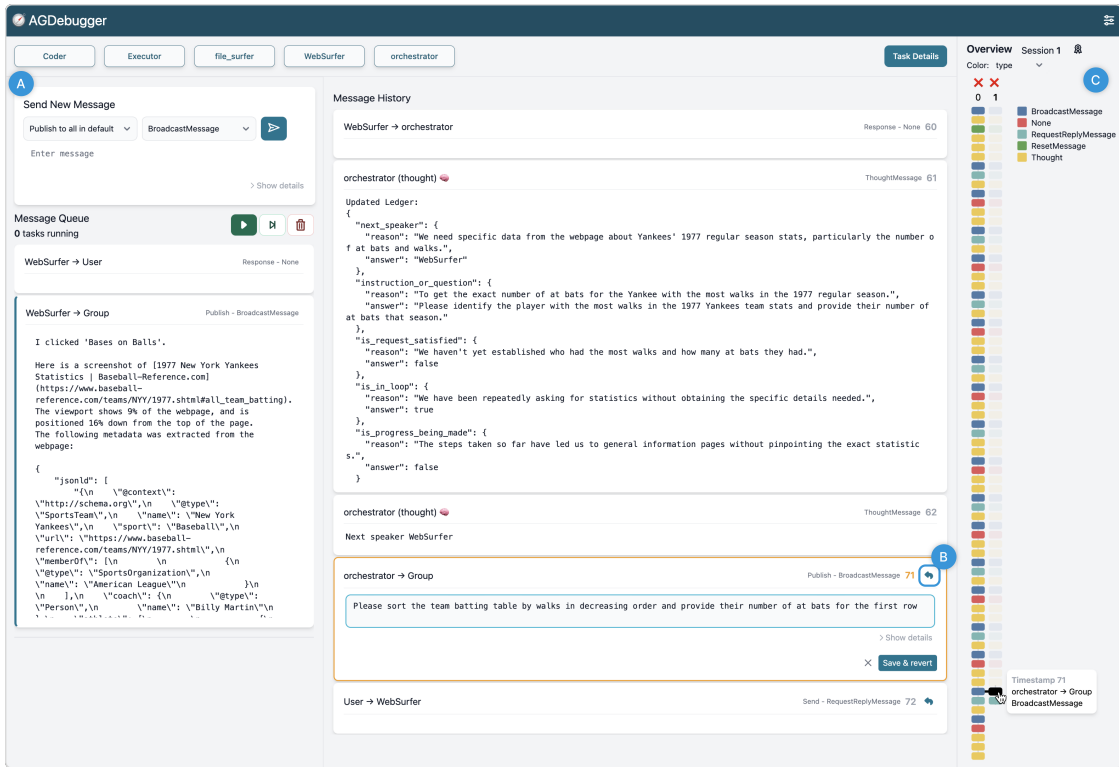 AGDebugger
Coder
Executor
file_surfer
WebSurfer
orchestrator
Task Details
A
Send New Message
Publish to all in default
BroadcastMessage
Enter message
> Show details
Message Queue
0 tasks running
WebSurfer → User
Response - None
WebSurfer → Group
Publish - BroadcastMessage
I clicked 'Bases on Balls'.
Here is a screenshot of [1977 New York Yankees
Statistics | Baseball-Reference.com]
(https://www.baseball-
reference.com/teams/NYY/1977.shtml#all_team_batting).
The viewport shows 9% of the webpage, and is
positioned 16% down from the top of the page.
The following metadata was extracted from the
webpage:
{
"jsonld": [
"{\n    \"@context\":
\"http://schema.org\",\n    \"@type\":
\"SportsTeam\",\n    \"name\": \"New York
Yankees\",\n    \"sport\": \"Baseball\",\n
\"url\": \"https://www.baseball-
reference.com/teams/NYY/1977.shtml\",\n
\"memberOf\": [\n        \n            {\n
\"@type\": \"SportsOrganization\",\n
\"name\": \"American League\"\n            }\n
\n    ],\n    \"coach\": {\n        \"@type\":
\"Person\",\n        \"name\": \"Billy Martin\"\n
Message History
WebSurfer → orchestrator
Response - None 60
orchestrator (thought)
ThoughtMessage 61
Updated Ledger:
{
"next_speaker": {
"reason": "We need specific data from the webpage about Yankees' 1977 regular season stats, particularly the number o
f at bats and walks.",
"answer": "WebSurfer"
},
"instruction_or_question": {
"reason": "To get the exact number of at bats for the Yankee with the most walks in the 1977 regular season.",
"answer": "Please identify the player with the most walks in the 1977 Yankees team stats and provide their number of
at bats that season."
},
"is_request_satisfied": {
"reason": "We haven't yet established who had the most walks and how many at bats they had.",
"answer": false
},
"is_in_loop": {
"reason": "We have been repeatedly asking for statistics without obtaining the specific details needed.",
"answer": true
},
"is_progress_being_made": {
"reason": "The steps taken so far have led us to general information pages without pinpointing the exact statistic
s.",
"answer": false
}
orchestrator (thought)
ThoughtMessage 62
Next speaker WebSurfer
B
orchestrator → Group
Publish - BroadcastMessage 71
Please sort the team batting table by walks in decreasing order and provide their number of at bats for the first row
> Show details
× Save & revert
User → WebSurfer
Send - RequestReplyMessage 72
Overview Session 1
Color: type
C
0 1
BroadcastMessage
None
RequestReplyMessage
ResetMessage
Thought
Timestamp 71
orchestrator → Group
BroadcastMessage